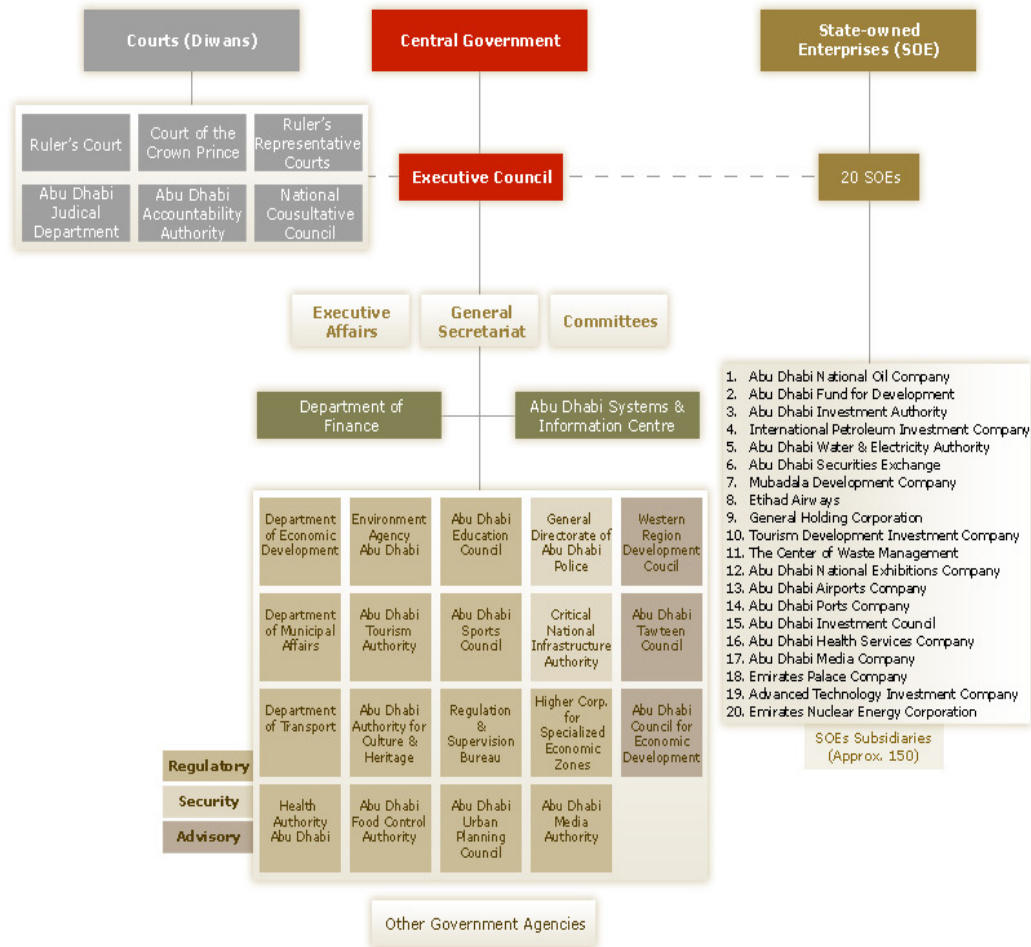 Courts (Diwans)
Central Government
State-owned
Enterprises (SOE)
Ruler's Court
Court of the
Crown Prince
Ruler's
Representative
Courts
Abu Dhabi
Judical
Department
Abu Dhabi
Accountability
Authority
National
Cousultative
Council
Executive Council
20 SOEs
Executive
Affairs
General
Secretariat
Committees
Department of
Finance
Abu Dhabi Systems &
Information Centre
Department
of Economic
Development
Environment
Agency
Abu Dhabi
Abu Dhabi
Education
Council
General
Directorate of
Abu Dhabi
Police
Western
Region
Development
Coucil
Department
of Municipal
Affairs
Abu Dhabi
Tourism
Authority
Abu Dhabi
Sports
Council
Critical
National
Infrastructure
Authority
Abu Dhabi
Tawteen
Council
Department
of Transport
Abu Dhabi
Authority for
Culture &
Heritage
Regulation
&
Supervision
Bureau
Higher Corp.
for
Specialized
Economic
Zones
Abu Dhabi
Council for
Economic
Development
Health
Authority
Abu Dhabi
Abu Dhabi
Food Control
Authority
Abu Dhabi
Urban
Planning
Council
Abu Dhabi
Media
Authority
Regulatory
Security
Advisory
Other Government Agencies
1. Abu Dhabi National Oil Company
2. Abu Dhabi Fund for Development
3. Abu Dhabi Investment Authority
4. International Petroleum Investment Company
5. Abu Dhabi Water & Electricity Authority
6. Abu Dhabi Securities Exchange
7. Mubadala Development Company
8. Etihad Airways
9. General Holding Corporation
10. Tourism Development Investment Company
11. The Center of Waste Management
12. Abu Dhabi National Exhibitions Company
13. Abu Dhabi Airports Company
14. Abu Dhabi Ports Company
15. Abu Dhabi Investment Council
16. Abu Dhabi Health Services Company
17. Abu Dhabi Media Company
18. Emirates Palace Company
19. Advanced Technology Investment Company
20. Emirates Nuclear Energy Corporation
SOEs Subsidiaries
(Approx. 150)